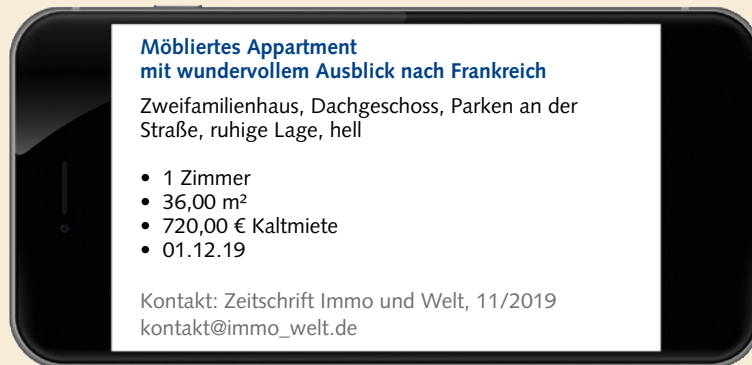 Möbliertes Appartment
mit wundervollem Ausblick nach Frankreich
Zweifamilienhaus, Dachgeschoss, Parken an der
Straße, ruhige Lage, hell
• 1 Zimmer
• 36,00 m²
• 720,00 € Kaltmiete
• 01.12.19
Kontakt: Zeitschrift Immo und Welt, 11/2019
kontakt@immo_welt.de